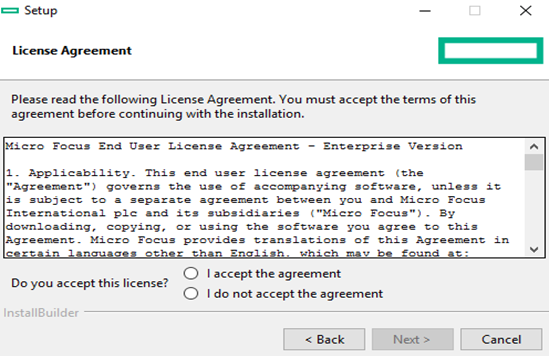 Setup
License Agreement
Please read the following License Agreement. You must accept the terms of this
agreement before continuing with the installation.
Micro Focus End User License Agreement - Enterprise Version
1. Applicability. This end user license agreement (the
"Agreement") governs the use of accompanying software, unless it
is subject to a separate agreement between you and Micro Focus
International plc and its subsidiaries ("Micro Focus"). By
downloading, copying, or using the software you agree to this
Agreement. Micro Focus provides translations of this Agreement in
certain languages other than English, which may be found at:
Do you accept this license?
I accept the agreement
I do not accept the agreement
InstallBuilder
< Back
Next >
Cancel